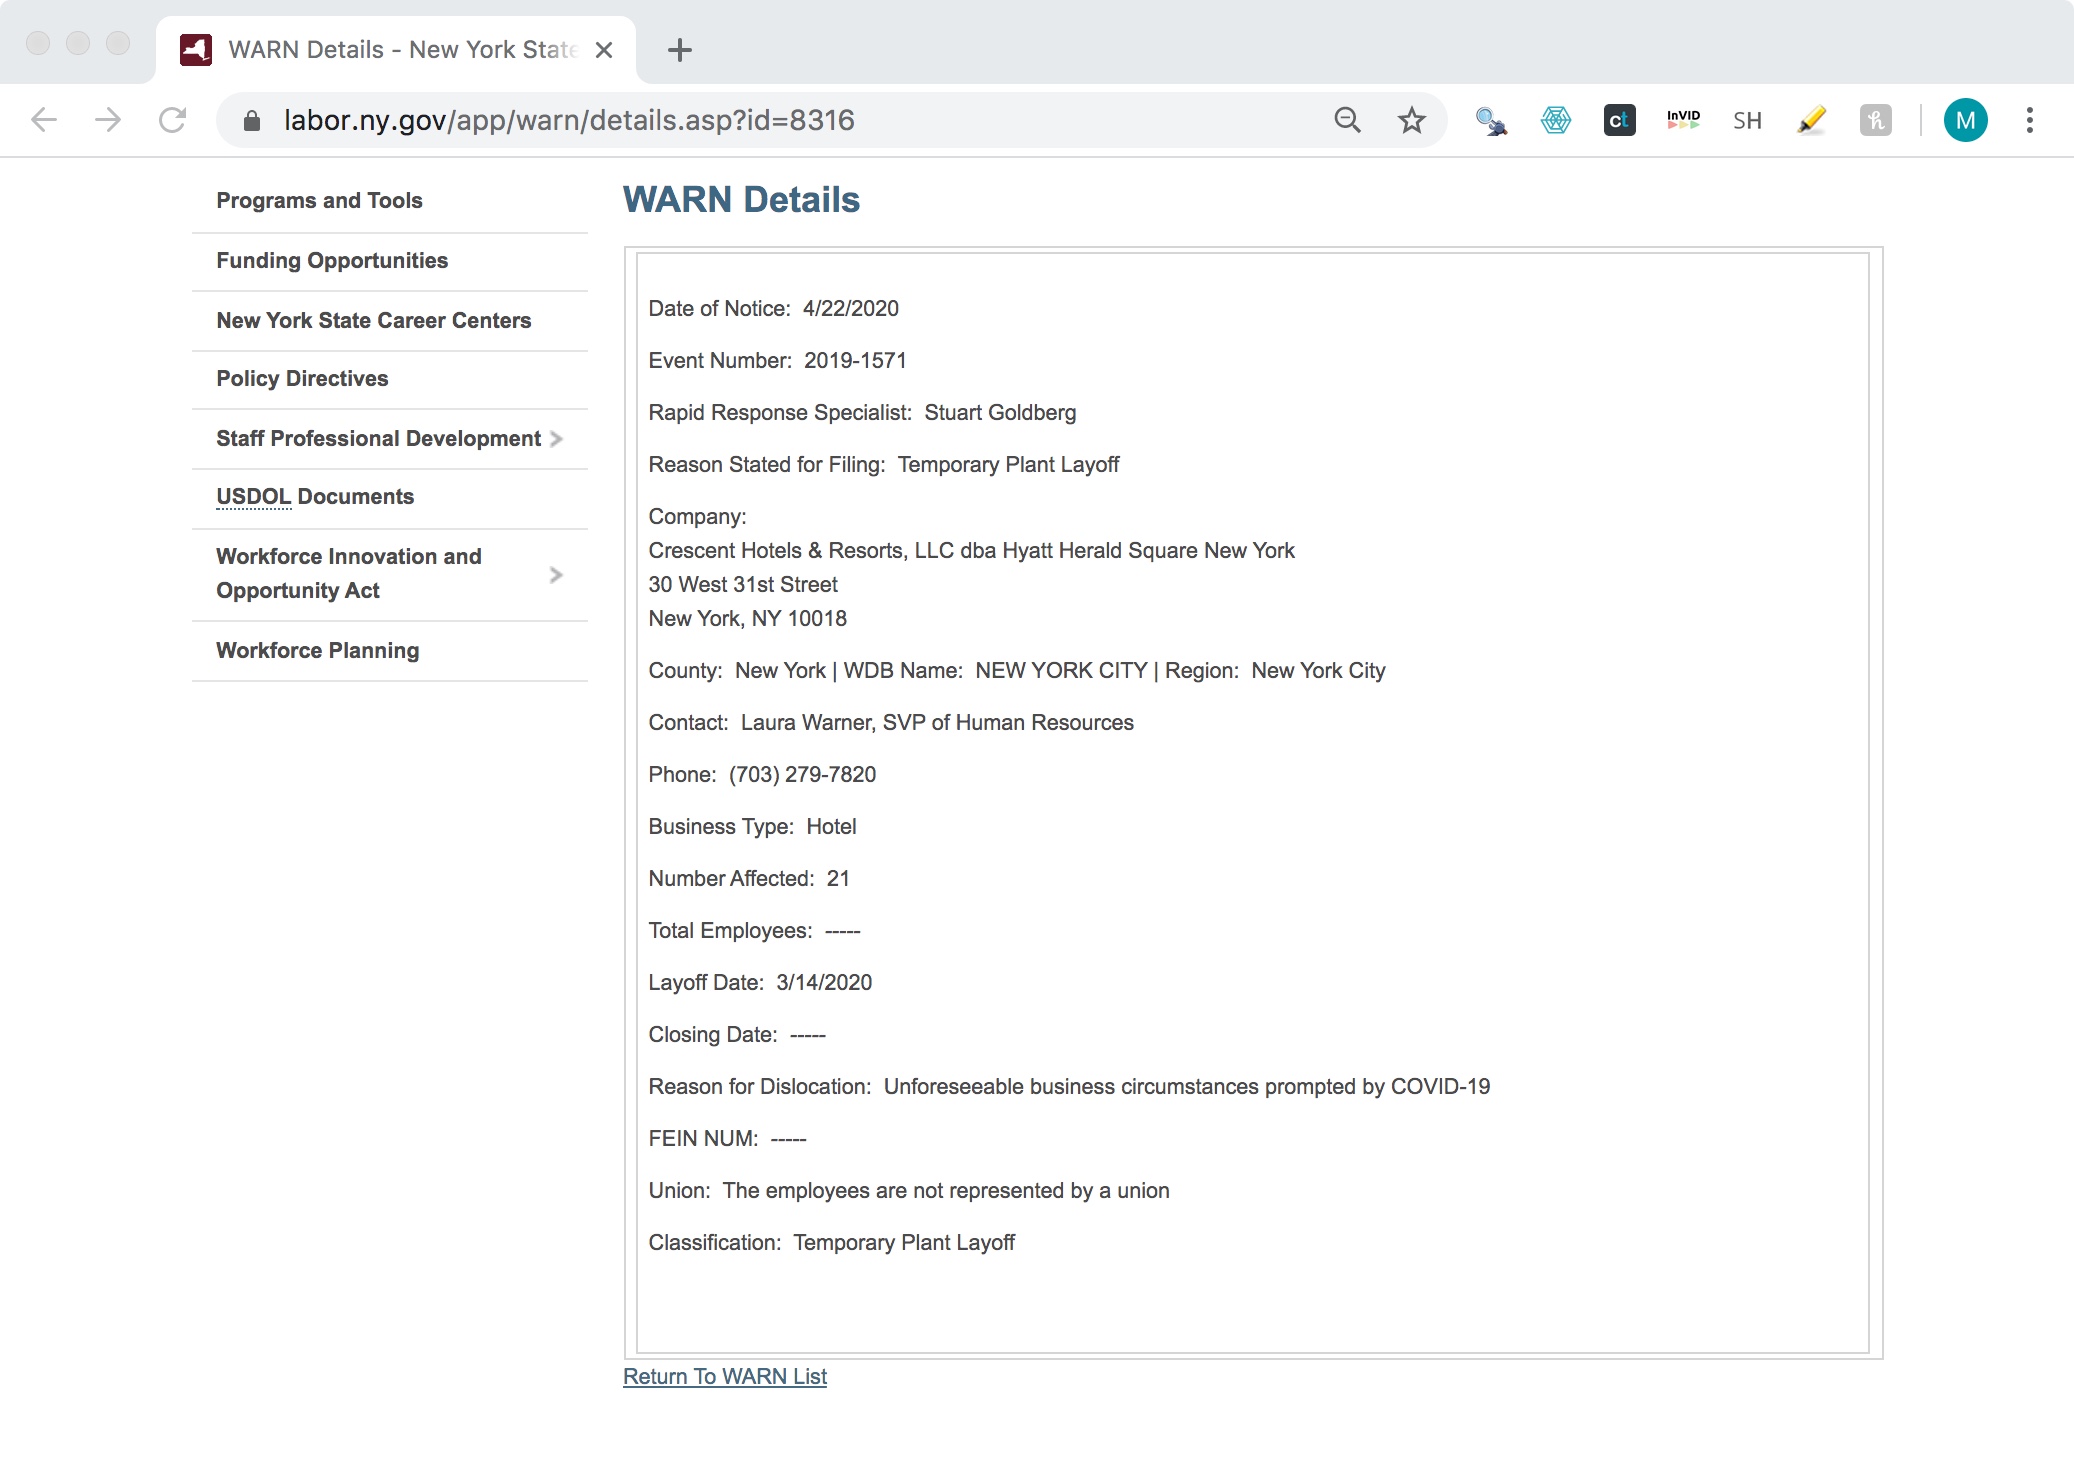 WARN Details - New York State
labor.ny.gov/app/warn/details.asp?id=8316
ct
InVID
SH
h
M
Programs and Tools
Funding Opportunities
New York State Career Centers
Policy Directives
Staff Professional Development
USDOL Documents
Workforce Innovation and
Opportunity Act
Workforce Planning
WARN Details
Date of Notice: 4/22/2020
Event Number: 2019-1571
Rapid Response Specialist: Stuart Goldberg
Reason Stated for Filing: Temporary Plant Layoff
Company:
Crescent Hotels & Resorts, LLC dba Hyatt Herald Square New York
30 West 31st Street
New York, NY 10018
County: New York | WDB Name: NEW YORK CITY | Region: New York City
Contact: Laura Warner, SVP of Human Resources
Phone: (703) 279-7820
Business Type: Hotel
Number Affected: 21
Total Employees: -----
Layoff Date: 3/14/2020
Closing Date: -----
Reason for Dislocation: Unforeseeable business circumstances prompted by COVID-19
FEIN NUM: -----
Union: The employees are not represented by a union
Classification: Temporary Plant Layoff
Return To WARN List